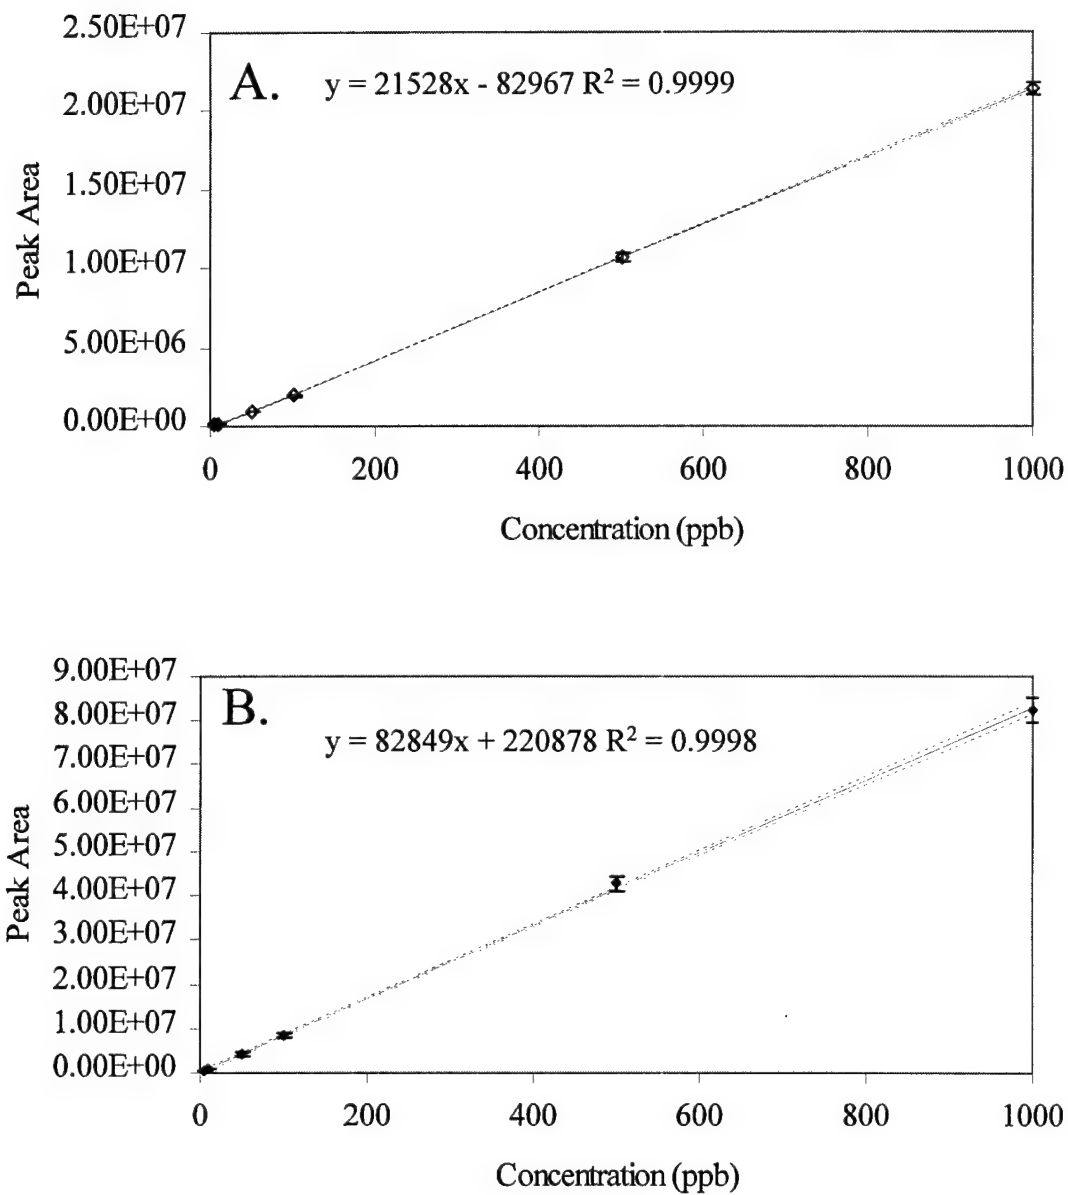 2.50E+07
A. y = 21528x - 82967 R² = 0.9999
2.00E+07
1.50E+07
1.00E+07
5.00E+06
0.00E+00
Peak Area
0 200 400 600 800 1000
Concentration (ppb)
9.00E+07
B.
8.00E+07
y = 82849x + 220878 R² = 0.9998
7.00E+07
6.00E+07
5.00E+07
4.00E+07
3.00E+07
2.00E+07
1.00E+07
0.00E+00
Peak Area
0 200 400 600 800 1000
Concentration (ppb)